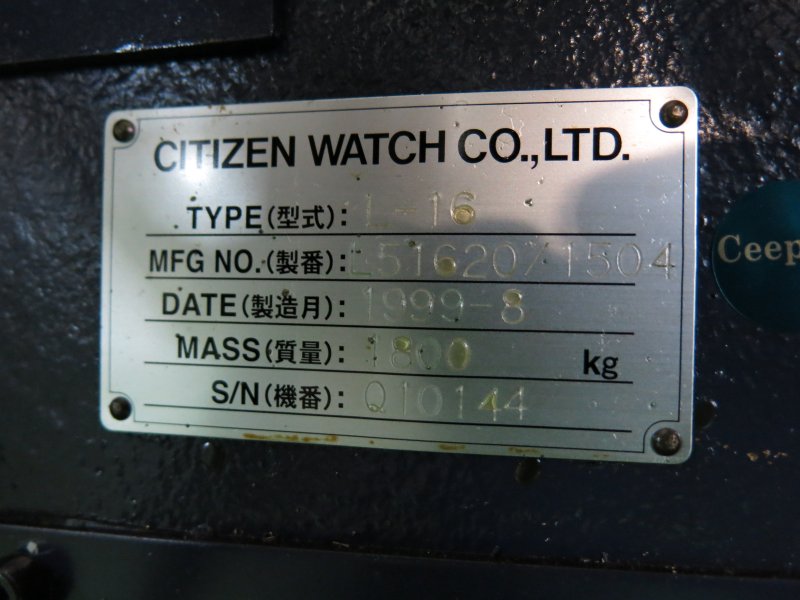 CITIZEN WATCH CO.,LTD.
TYPE(型式): L-16
MFG NO.(製番): L5162071504
DATE(製造月): 1999-8
MASS(質量): 1800 kg
S/N(機番): Q10144
Ceep